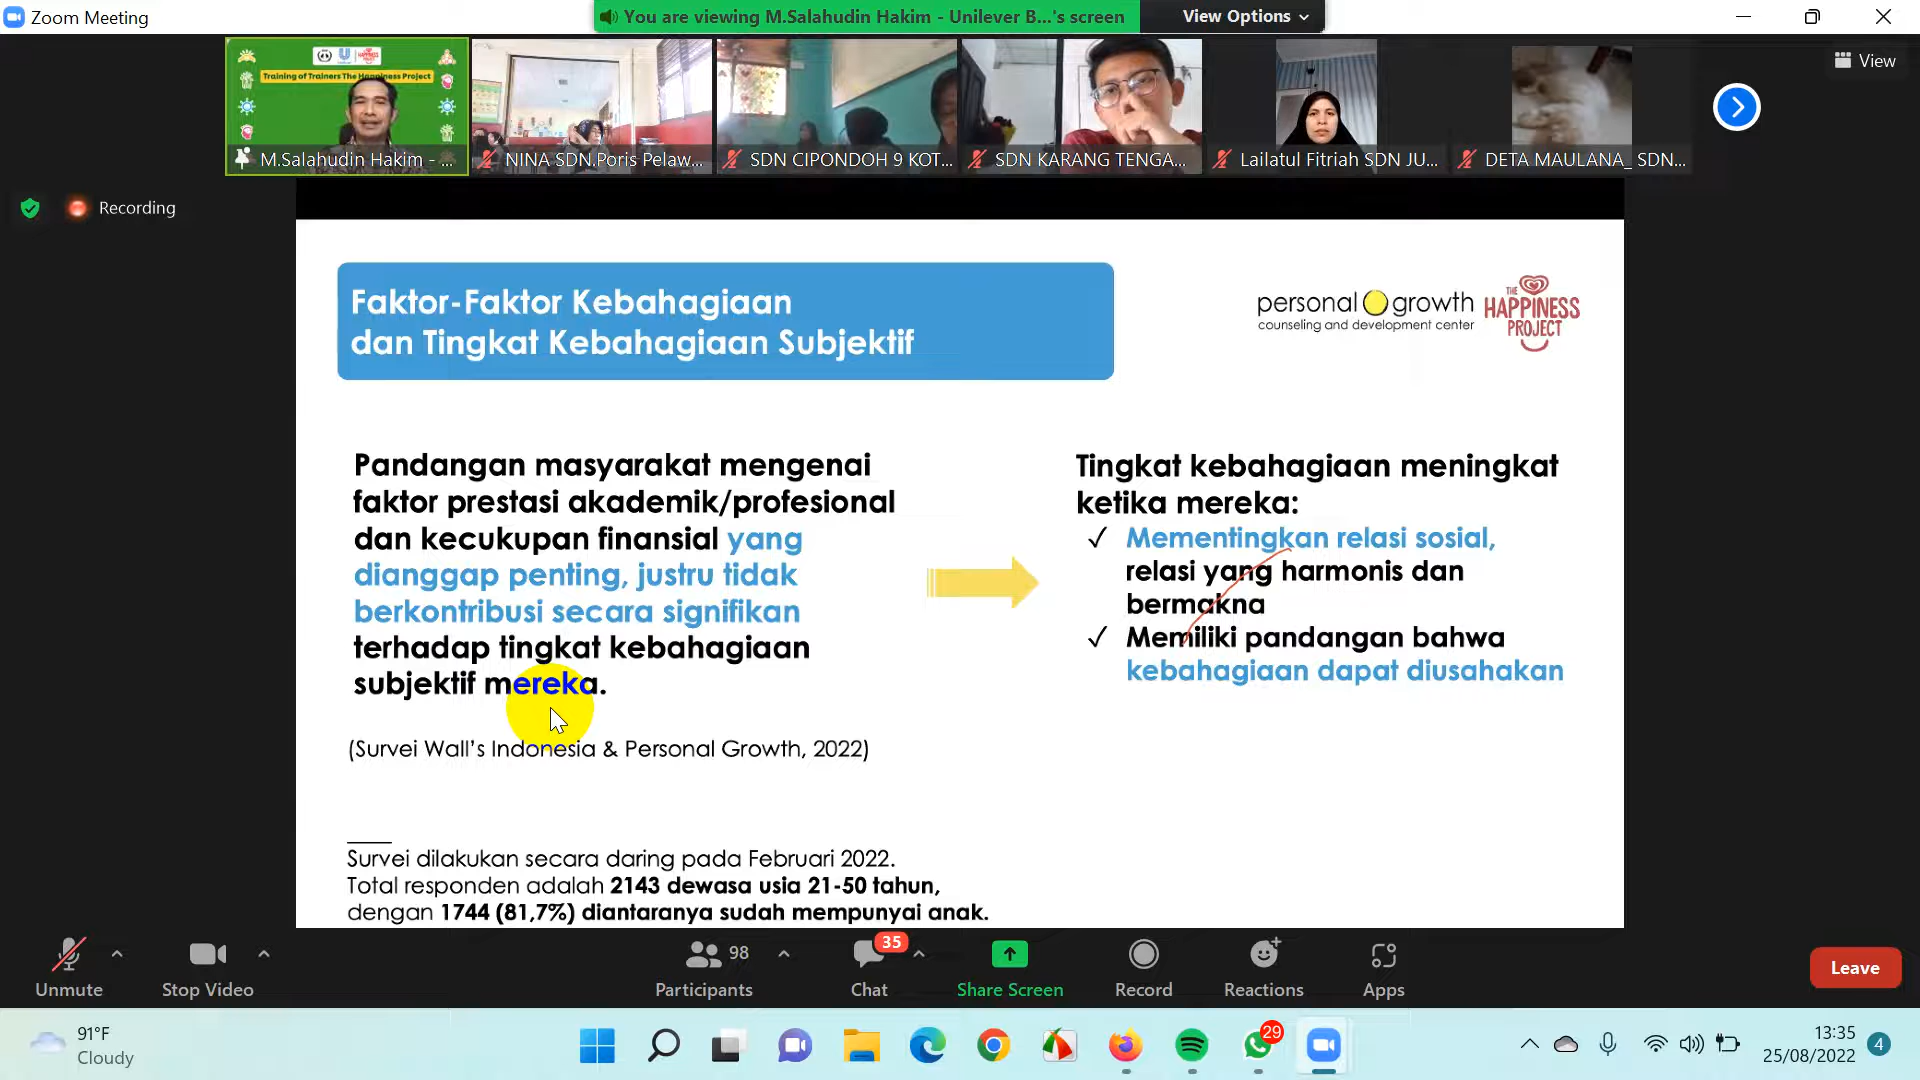 Zoom Meeting
You are viewing M.Salahudin Hakim - Unilever B...'s screen
View Options
Training of Trainers The Happiness Project
M.Salahudin Hakim - ...
NINA SDN.Poris Pelaw...
SDN CIPONDOH 9 KOT...
SDN KARANG TENGA...
Lailatul Fitriah SDN JU...
DETA MAULANA_ SDN...
View
Recording
Faktor-Faktor Kebahagiaan
dan Tingkat Kebahagiaan Subjektif
personal growth
counseling and development center
THE
HAPPINESS
PROJECT
Pandangan masyarakat mengenai
faktor prestasi akademik/profesional
dan kecukupan finansial yang
dianggap penting, justru tidak
berkontribusi secara signifikan
terhadap tingkat kebahagiaan
subjektif mereka.
(Survei Wall's Indonesia & Personal Growth, 2022)
Tingkat kebahagiaan meningkat
ketika mereka:
✓ Mementingkan relasi sosial,
relasi yang harmonis dan
bermakna
✓ Memiliki pandangan bahwa
kebahagiaan dapat diusahakan
Survei dilakukan secara daring pada Februari 2022.
Total responden adalah 2143 dewasa usia 21-50 tahun,
dengan 1744 (81,7%) diantaranya sudah mempunyai anak.
Unmute
Stop Video
98
Participants
35
Chat
Share Screen
Record
Reactions
Apps
Leave
91°F
Cloudy
29
13:35
25/08/2022
4